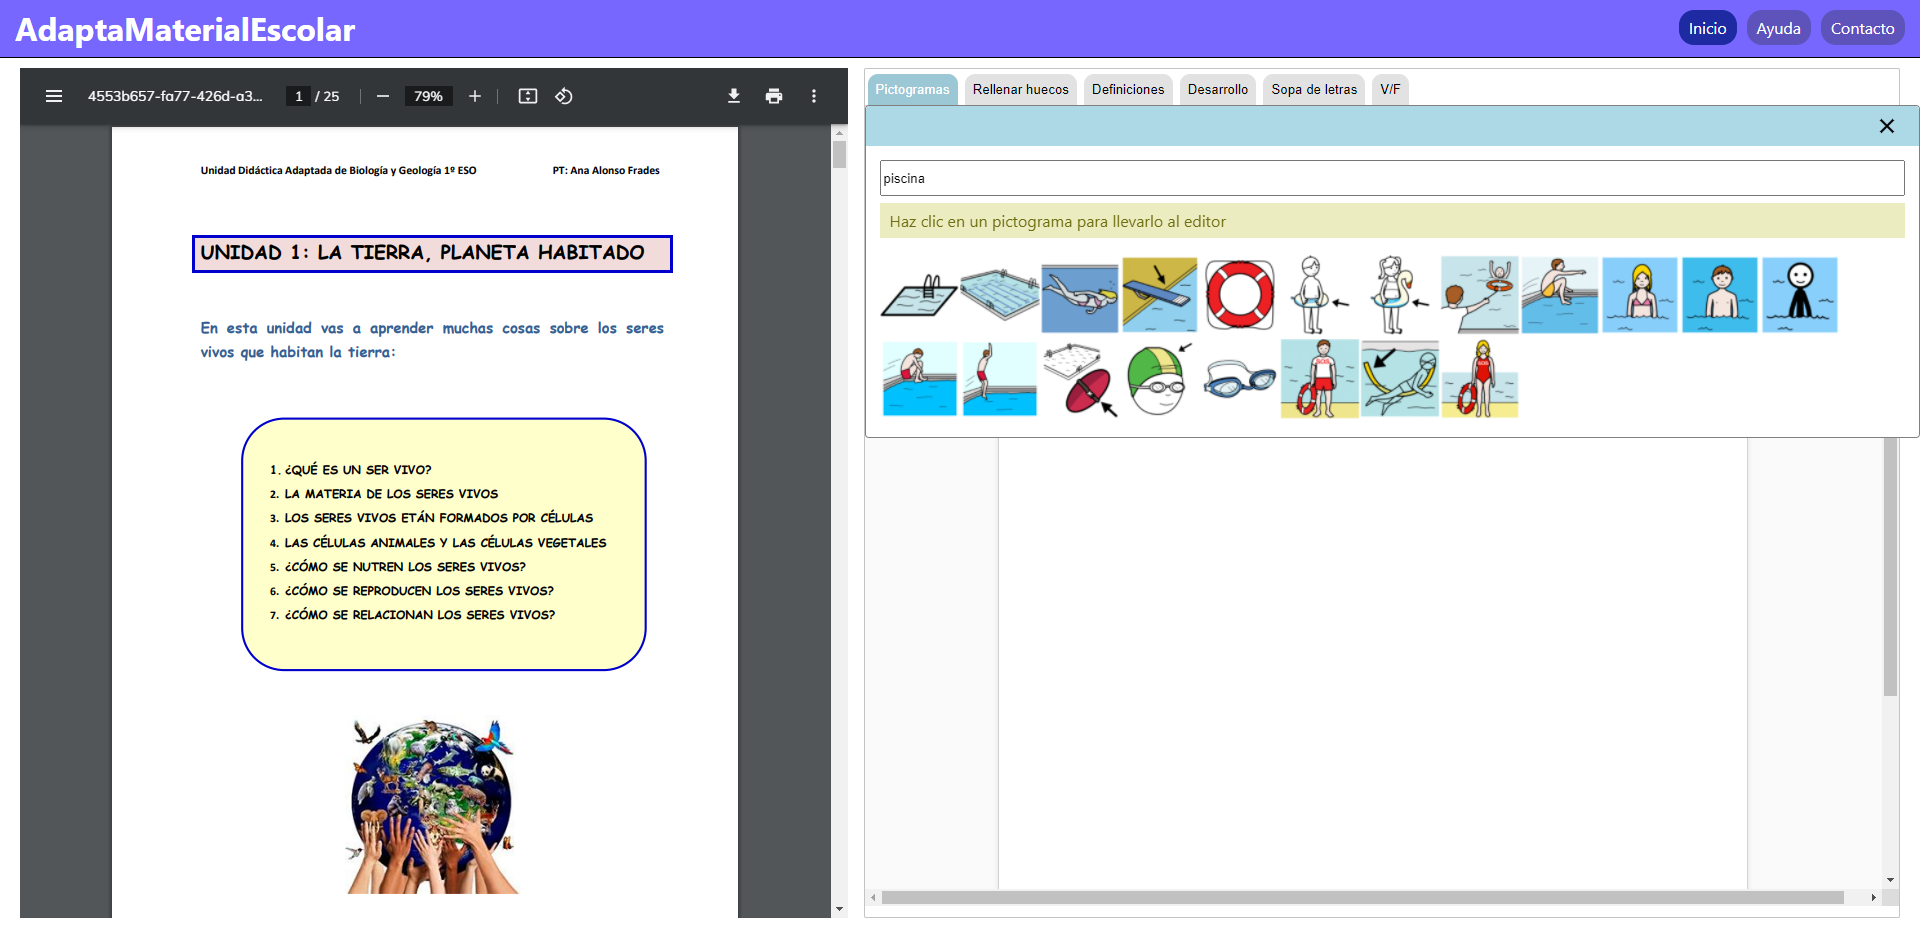 AdaptaMaterialEscolar
Inicio
Ayuda
Contacto
4553b657-fa77-426d-a3...
1 / 25
79%
Unidad Didáctica Adaptada de Biología y Geología 1º ESO
PT: Ana Alonso Frades
UNIDAD 1: LA TIERRA, PLANETA HABITADO
En esta unidad vas a aprender muchas cosas sobre los seres
vivos que habitan la tierra:
1. ¿QUÉ ES UN SER VIVO?
2. LA MATERIA DE LOS SERES VIVOS
3. LOS SERES VIVOS ETÁN FORMADOS POR CÉLULAS
4. LAS CÉLULAS ANIMALES Y LAS CÉLULAS VEGETALES
5. ¿CÓMO SE NUTREN LOS SERES VIVOS?
6. ¿CÓMO SE REPRODUCEN LOS SERES VIVOS?
7. ¿CÓMO SE RELACIONAN LOS SERES VIVOS?
Pictogramas
Rellenar huecos
Definiciones
Desarrollo
Sopa de letras
V/F
piscina
Haz clic en un pictograma para llevarlo al editor